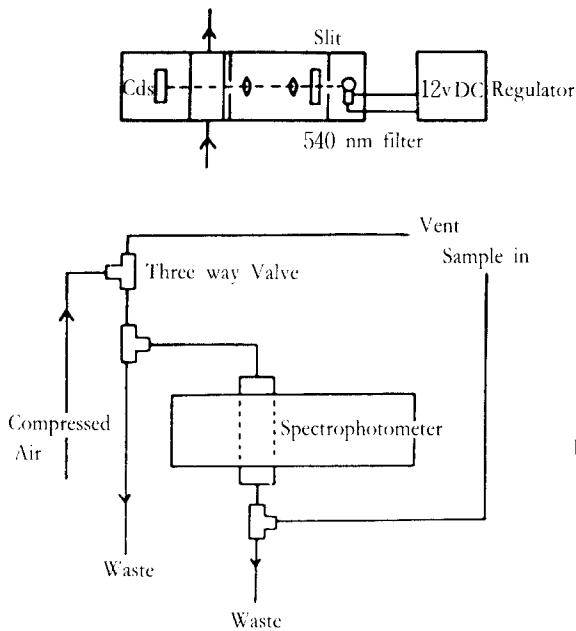 Slit
Cds
12v DC Regulator
540 nm filter
Vent
Sample in
Three way Valve
Compressed
Air
Spectrophotometer
Waste
Waste